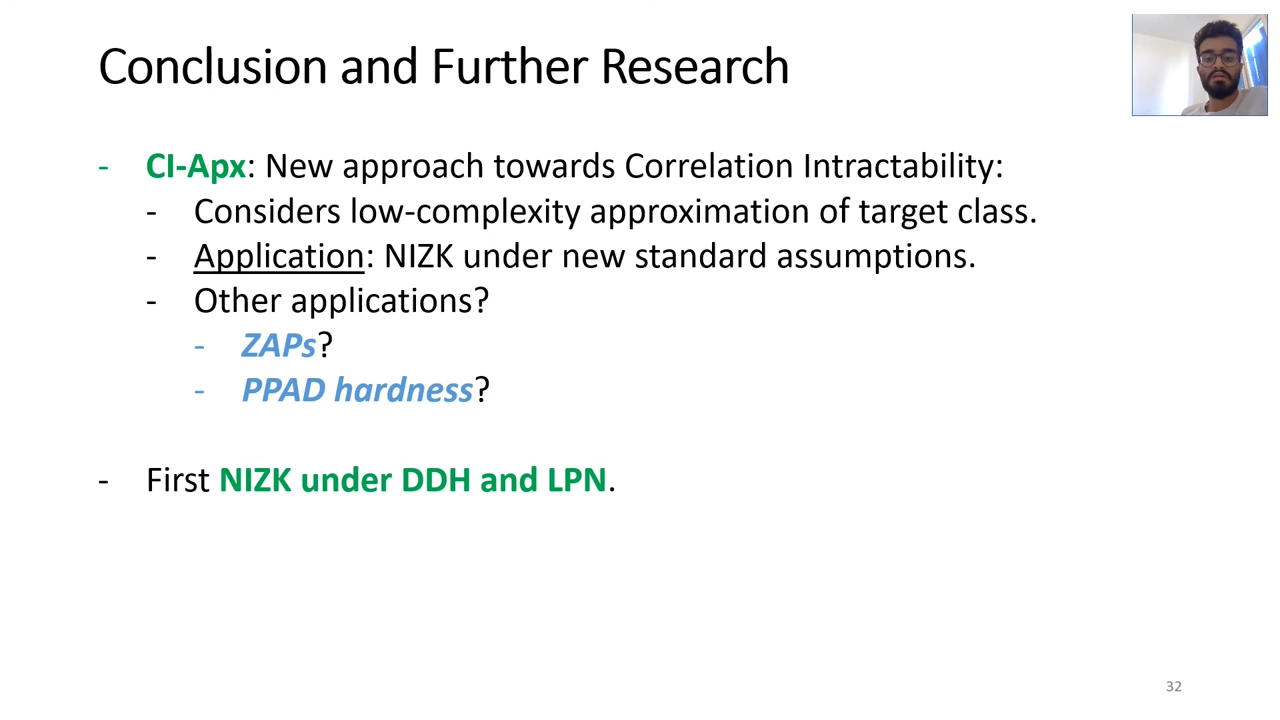 Conclusion and Further Research
- CI-Apx: New approach towards Correlation Intractability:
- Considers low-complexity approximation of target class.
- Application: NIZK under new standard assumptions.
- Other applications?
- ZAPs?
- PPAD hardness?
- First NIZK under DDH and LPN.
32